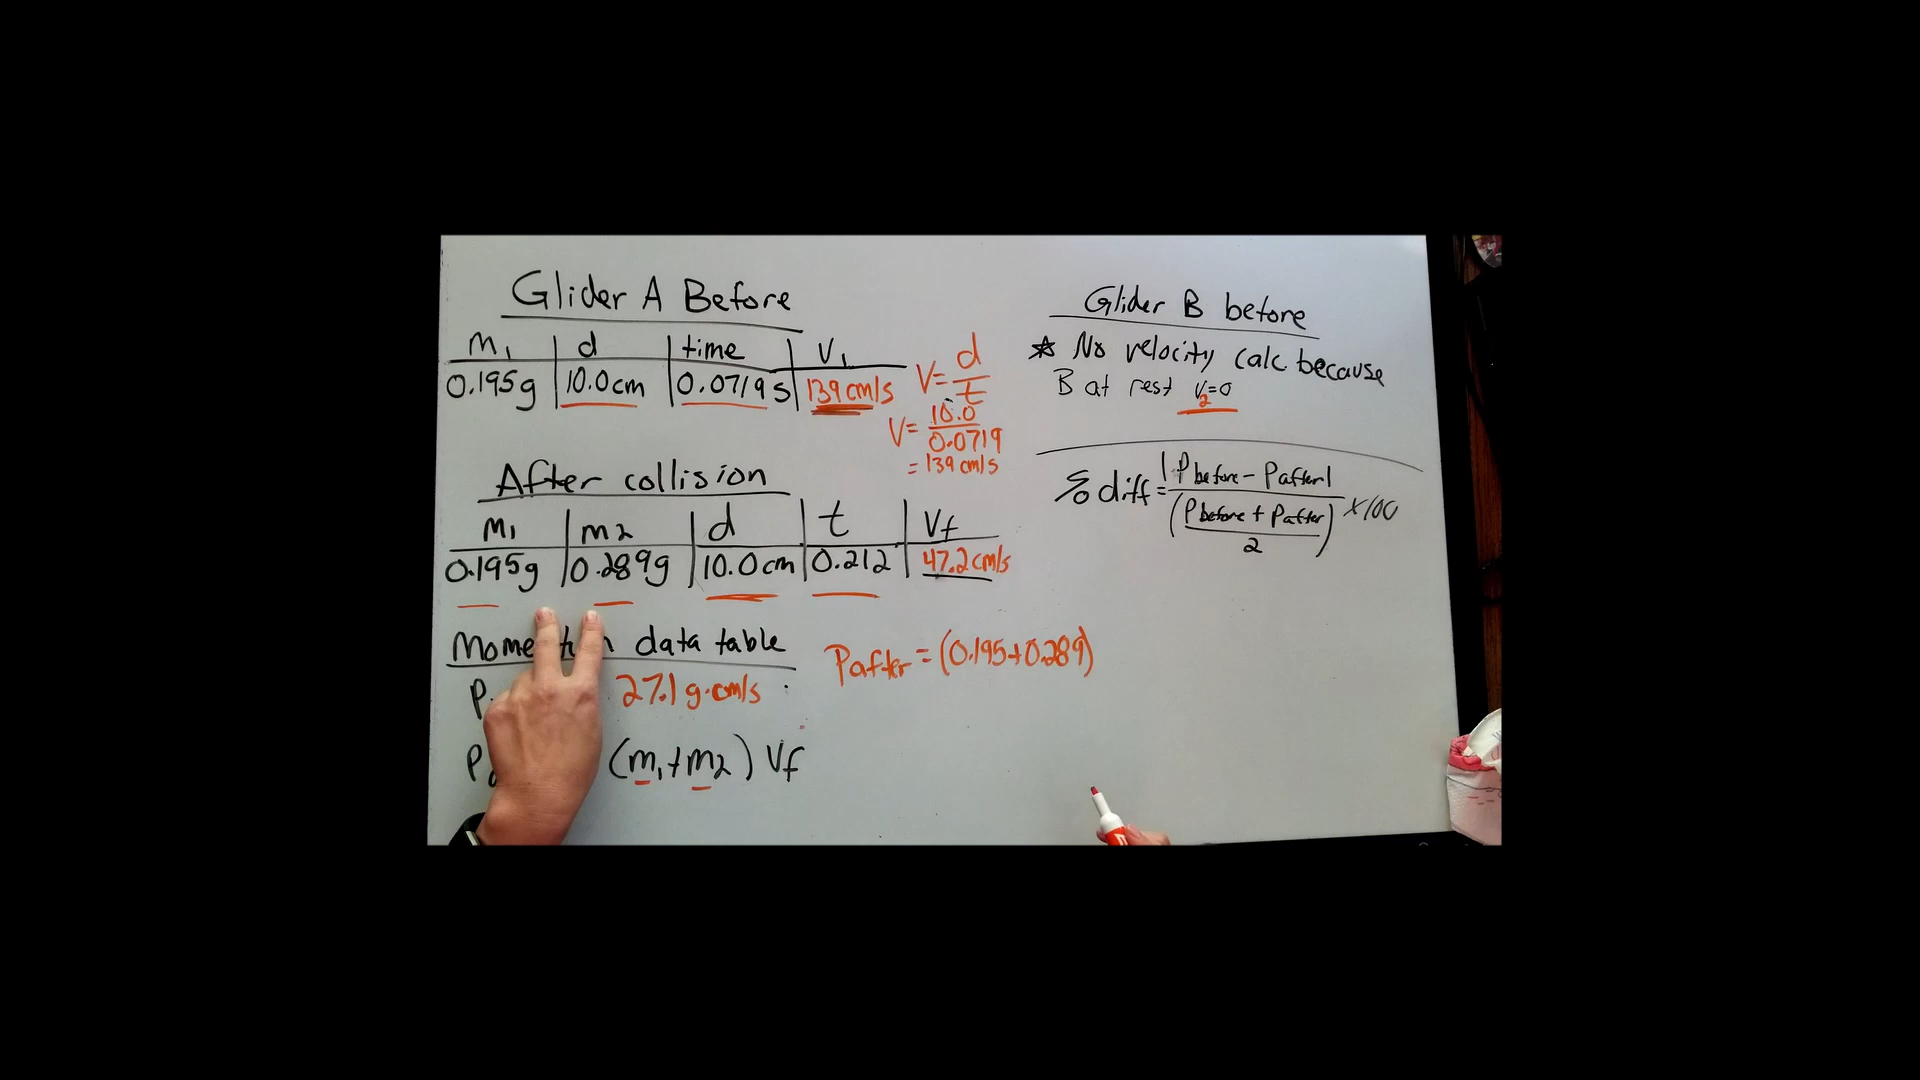 Glider A Before
m₁ d time V₁
0.195g 10.0cm 0.0719s 139 cm/s
V = d/t
V = 10.0/0.0719
= 139 cm/s
After collision
m₁ m2 d t Vf
0.195g 0.289g 10.0cm 0.212 47.2cm/s
data table
27.1 g·cm/s
(m₁+m2) Vf
Pafter = (0.195+0.289)
Glider B before
★ No velocity calc because
B at rest V₂=0
% diff = |Pbefore - Pafter| / ((Pbefore + Pafter)/2) ×100